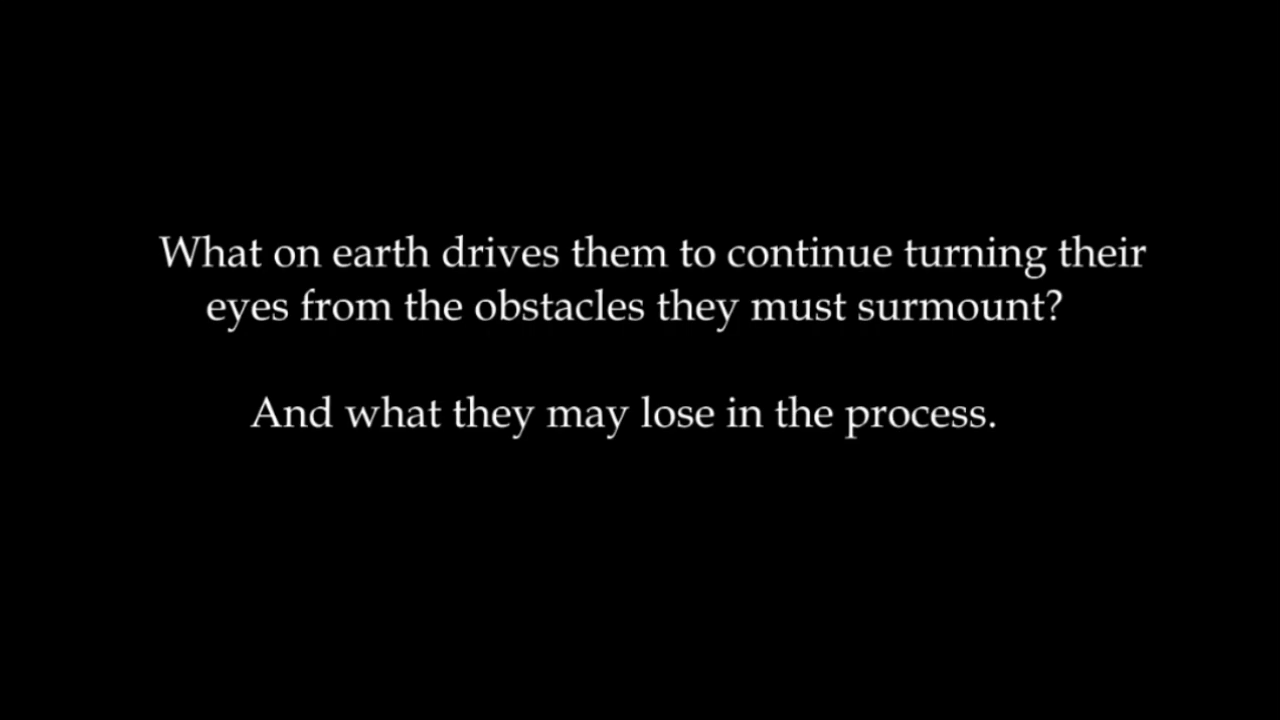 What on earth drives them to continue turning their
eyes from the obstacles they must surmount?
And what they may lose in the process.